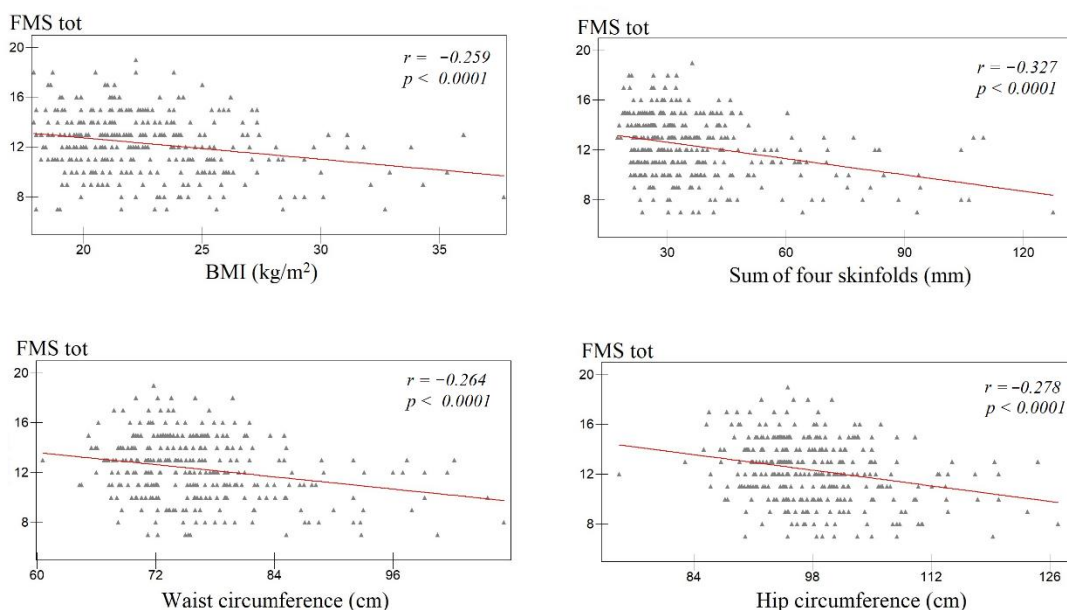 FMS tot
20
16
12
8
r = −0.259
p < 0.0001
20 25 30 35
BMI (kg/m²)
FMS tot
20
16
12
8
r = −0.327
p < 0.0001
30 60 90 120
Sum of four skinfolds (mm)
FMS tot
20
16
12
8
r = −0.264
p < 0.0001
60 72 84 96
Waist circumference (cm)
FMS tot
20
16
12
8
r = −0.278
p < 0.0001
84 98 112 126
Hip circumference (cm)